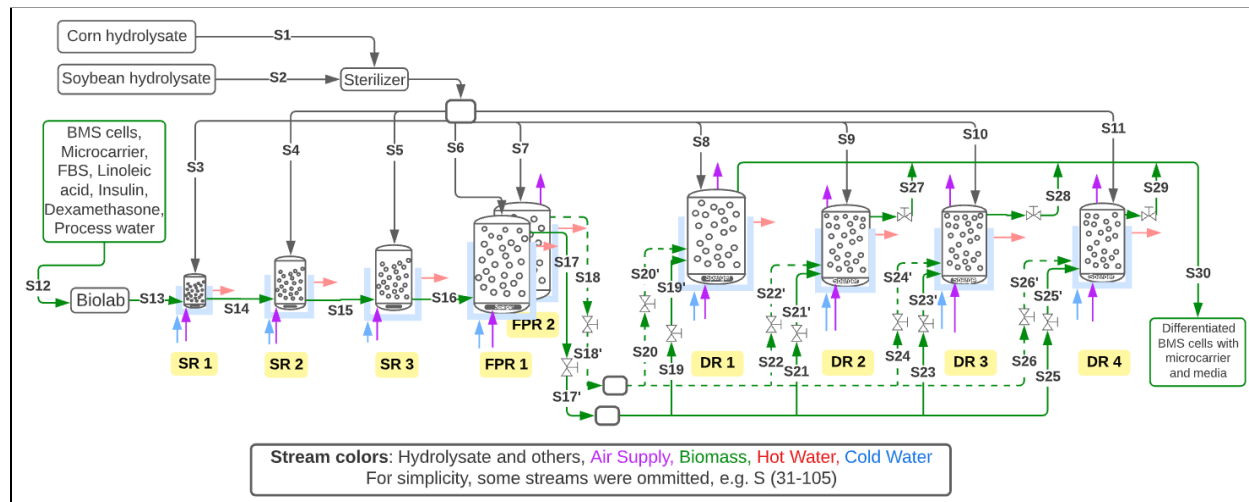 Corn hydrolysate
S1
Soybean hydrolysate
S2
Sterilizer
BMS cells,
Microcarrier,
FBS, Linoleic
acid, Insulin,
Dexamethasone,
Process water
S3
S4
S5
S6
S7
S8
S9
S10
S11
S12
Biolab
S13
S14
S15
S16
S17
S18
S18'
S17'
S20'
S19'
S20
S19
S22'
S21'
S22
S21
S24'
S23'
S24
S23
S26'
S25'
S26
S25
S27
S28
S29
S30
SR 1
SR 2
SR 3
FPR 1
FPR 2
DR 1
DR 2
DR 3
DR 4
Sparger
Sparger
Sparger
Sparger
Differentiated
BMS cells with
microcarrier
and media
Stream colors: Hydrolysate and others, Air Supply, Biomass, Hot Water, Cold Water
For simplicity, some streams were ommitted, e.g. S (31-105)